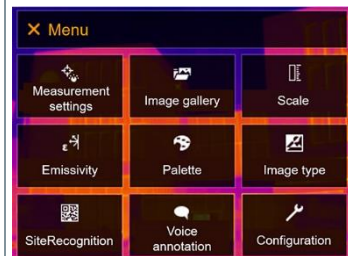 Menu
Measurement
settings
Image gallery
Scale
ε
Emissivity
Palette
Image type
SiteRecognition
Voice
annotation
Configuration